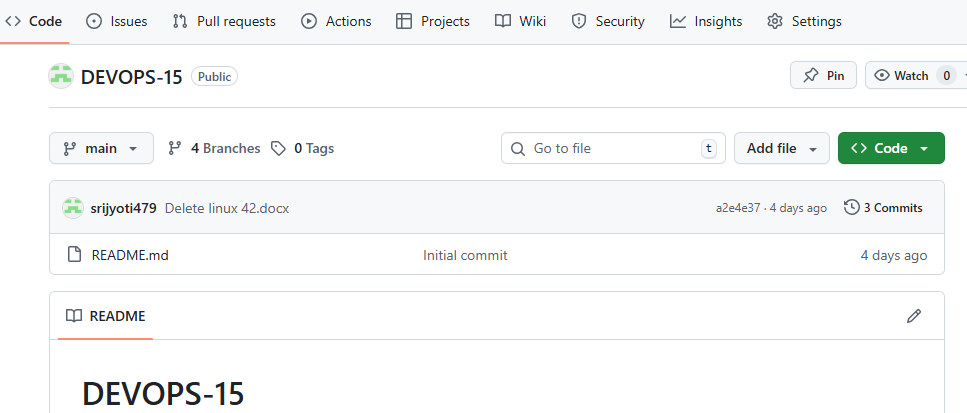 Code Issues Pull requests Actions Projects Wiki Security Insights Settings
DEVOPS-15 Public Pin Watch 0
main 4 Branches 0 Tags Go to file t Add file Code
srijyoti479 Delete linux 42.docx a2e4e37 · 4 days ago 3 Commits
README.md Initial commit 4 days ago
README
DEVOPS-15